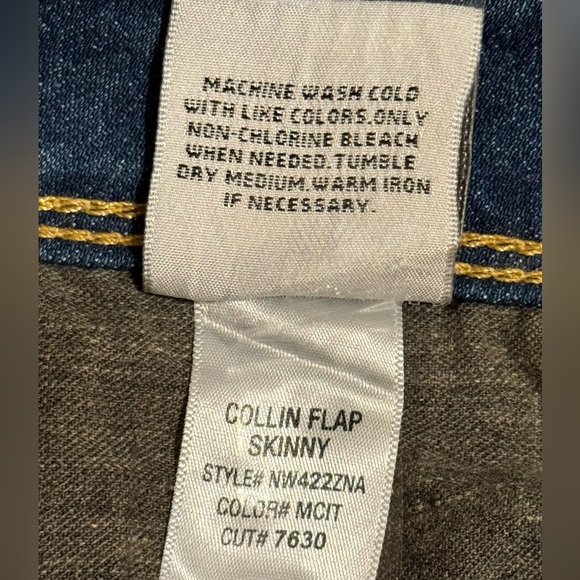 MACHINE WASH COLD
WITH LIKE COLORS.ONLY
NON-CHLORINE BLEACH
WHEN NEEDED.TUMBLE
DRY MEDIUM.WARM IRON
IF NECESSARY.
COLLIN FLAP
SKINNY
STYLE# NW422ZNA
COLOR# MCIT
CUT# 7630